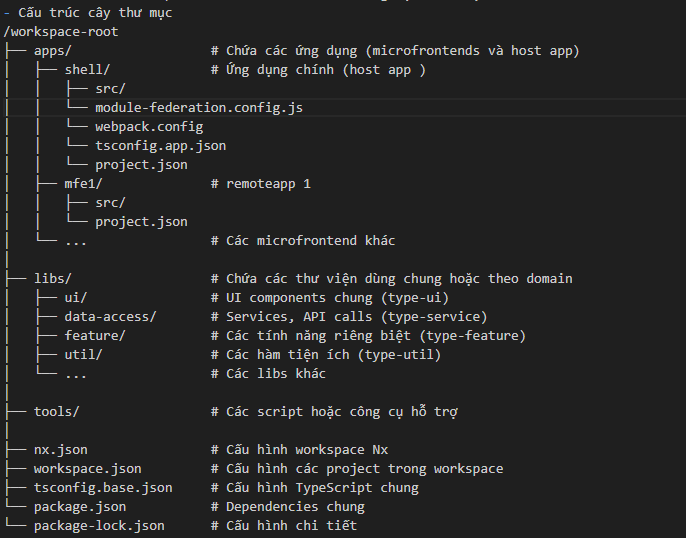 - Cấu trúc cây thư mục
/workspace-root
├── apps/                  # Chứa các ứng dụng (microfrontends và host app)
│   ├── shell/             # Ứng dụng chính (host app )
│   │   ├── src/
│   │   └── module-federation.config.js
│   │   └── webpack.config
│   │   └── tsconfig.app.json
│   │   └── project.json
│   ├── mfe1/              # remoteapp 1
│   │   ├── src/
│   │   └── project.json
│   └── ...                # Các microfrontend khác
│
├── libs/                  # Chứa các thư viện dùng chung hoặc theo domain
│   ├── ui/                # UI components chung (type-ui)
│   ├── data-access/       # Services, API calls (type-service)
│   ├── feature/           # Các tính năng riêng biệt (type-feature)
│   ├── util/              # Các hàm tiện ích (type-util)
│   └── ...                # Các libs khác
│
├── tools/                 # Các script hoặc công cụ hỗ trợ
│
├── nx.json                # Cấu hình workspace Nx
├── workspace.json         # Cấu hình các project trong workspace
├── tsconfig.base.json     # Cấu hình TypeScript chung
└── package.json           # Dependencies chung
└── package-lock.json      # Cấu hình chi tiết